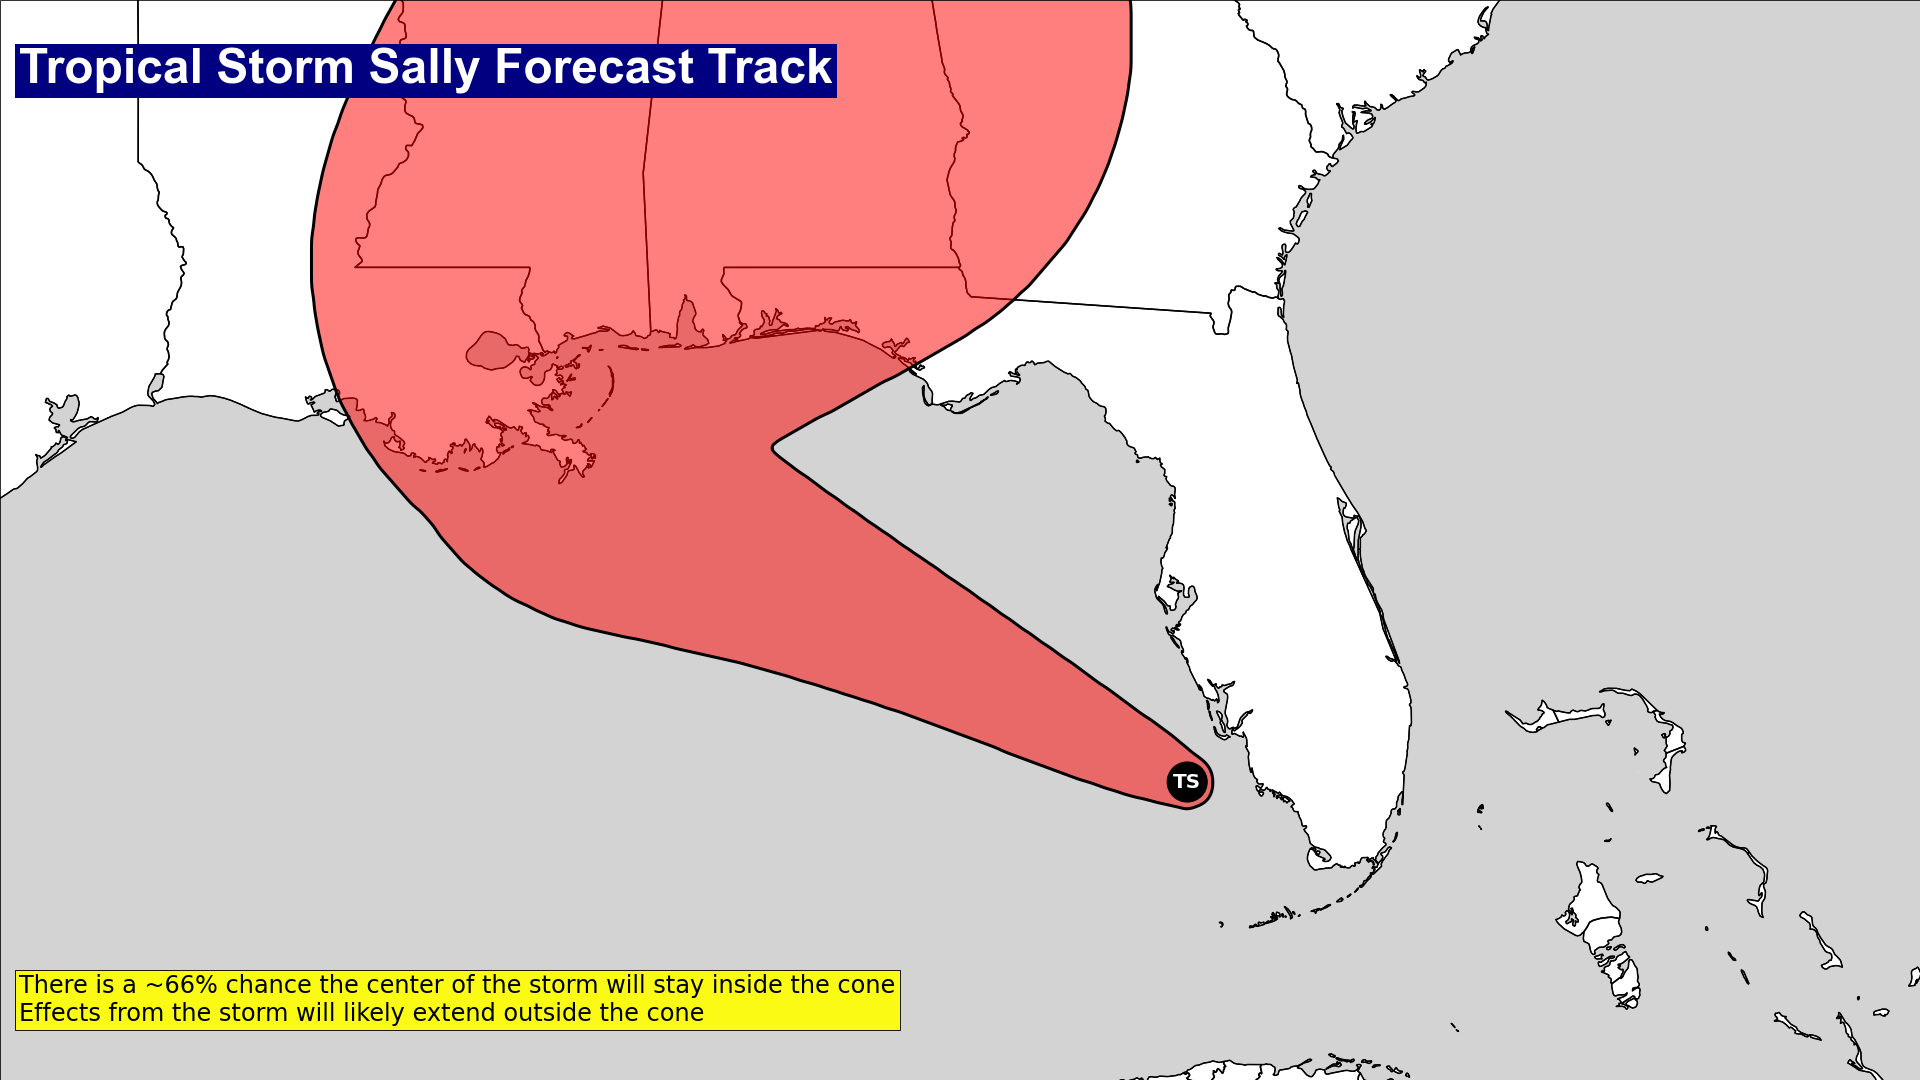 Tropical Storm Sally Forecast Track
TS
There is a ~66% chance the center of the storm will stay inside the cone
Effects from the storm will likely extend outside the cone